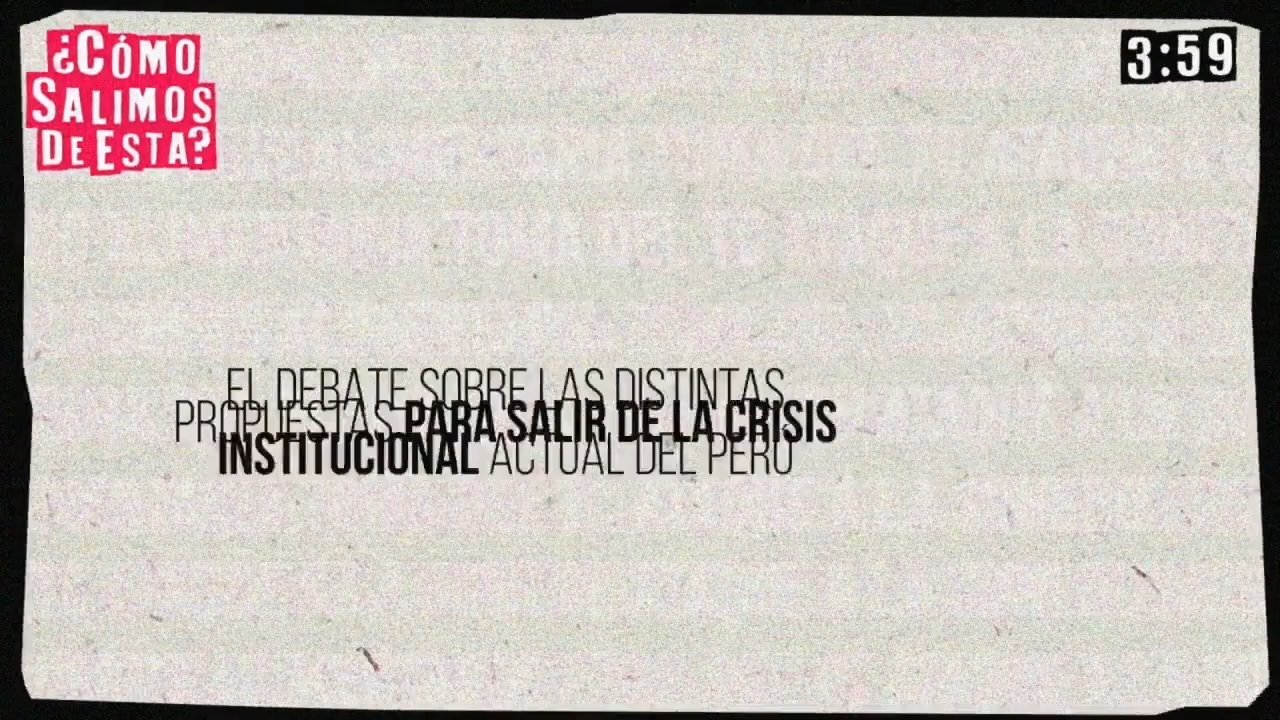 ¿CÓMO
SALIMOS
DE ESTA?
3:59
EL DEBATE SOBRE LAS DISTINTAS
PROPUESTAS PARA SALIR DE LA CRISIS
INSTITUCIONAL ACTUAL DEL PERÚ